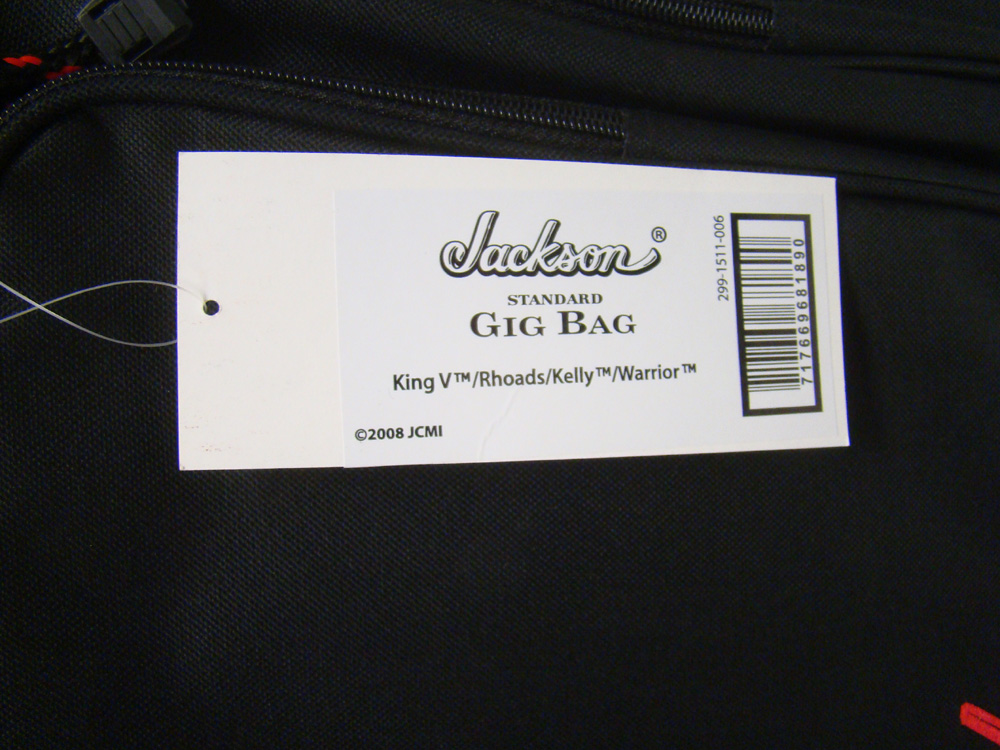 Jackson®
STANDARD
GIG BAG
King V™/Rhoads/Kelly™/Warrior™
©2008 JCMI
299-1511-006
717669681890